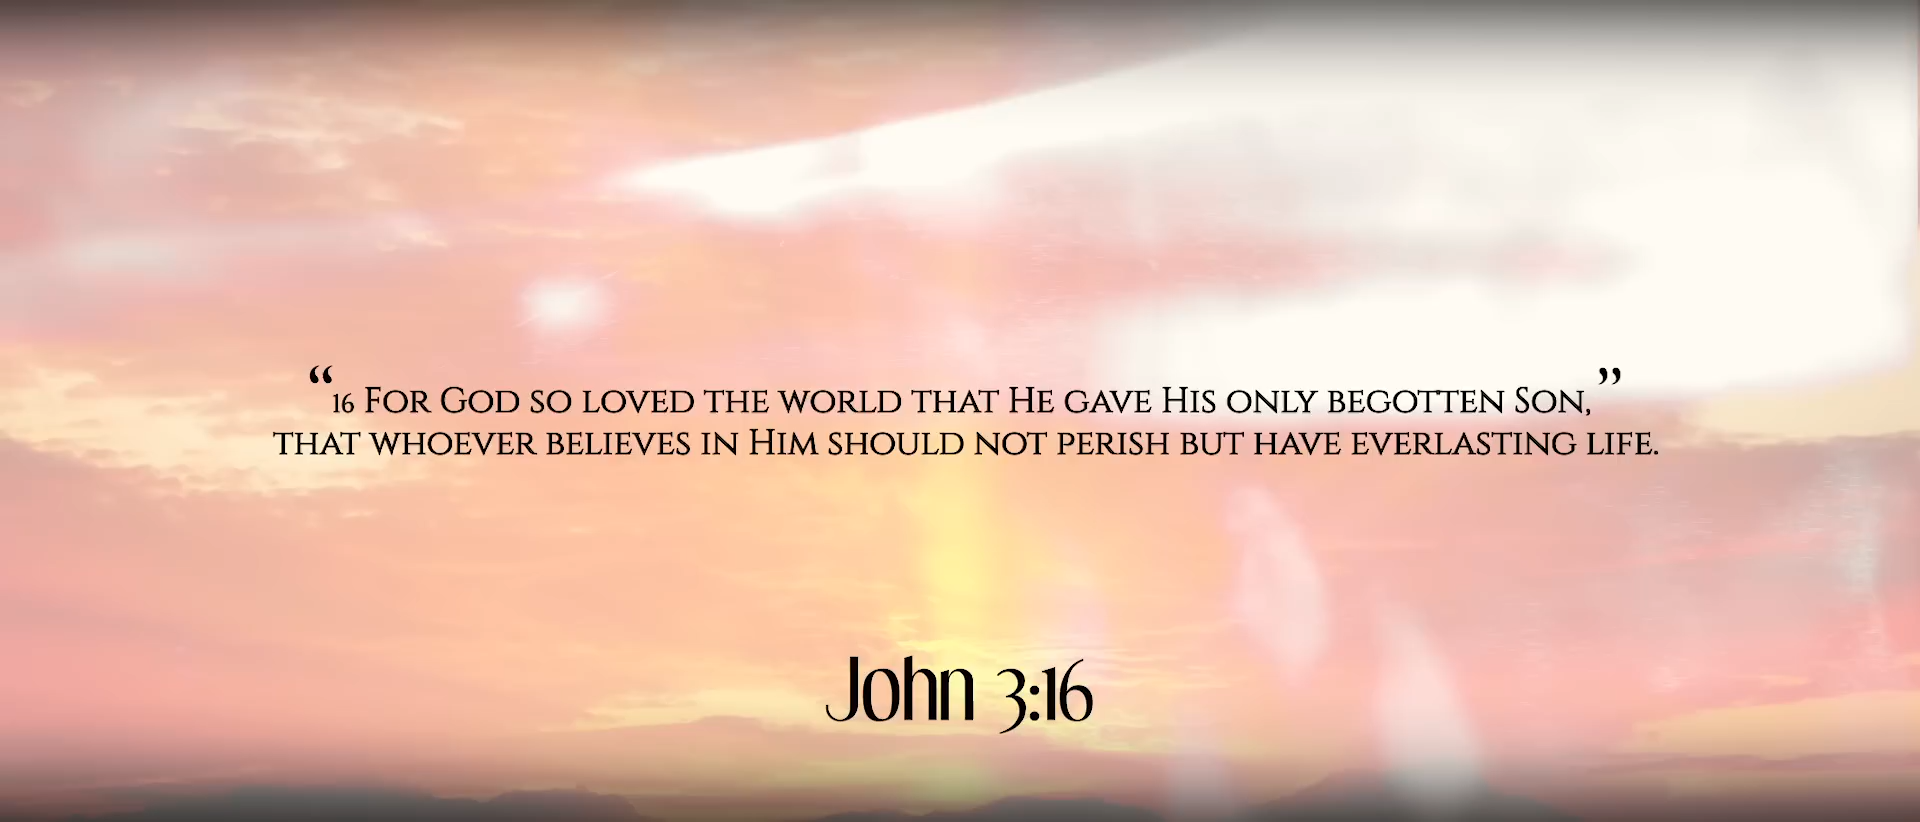 “16 For God so loved the world that He gave His only begotten Son,”
that whoever believes in Him should not perish but have everlasting life.
John 3:16